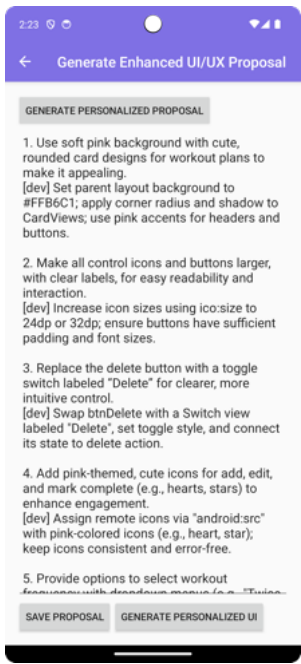 2:23
Generate Enhanced UI/UX Proposal
GENERATE PERSONALIZED PROPOSAL
1. Use soft pink background with cute,
rounded card designs for workout plans to
make it appealing.
[dev] Set parent layout background to
#FFB6C1; apply corner radius and shadow to
CardViews; use pink accents for headers and
buttons.
2. Make all control icons and buttons larger,
with clear labels, for easy readability and
interaction.
[dev] Increase icon sizes using ico:size to
24dp or 32dp; ensure buttons have sufficient
padding and font sizes.
3. Replace the delete button with a toggle
switch labeled “Delete” for clearer, more
intuitive control.
[dev] Swap btnDelete with a Switch view
labeled "Delete", set toggle style, and connect
its state to delete action.
4. Add pink-themed, cute icons for add, edit,
and mark complete (e.g., hearts, stars) to
enhance engagement.
[dev] Assign remote icons via "android:src"
with pink-colored icons (e.g., heart, star);
keep icons consistent and error-free.
5. Provide options to select workout
frequency with dropdown menus (e.g., "Twice
SAVE PROPOSAL
GENERATE PERSONALIZED UI